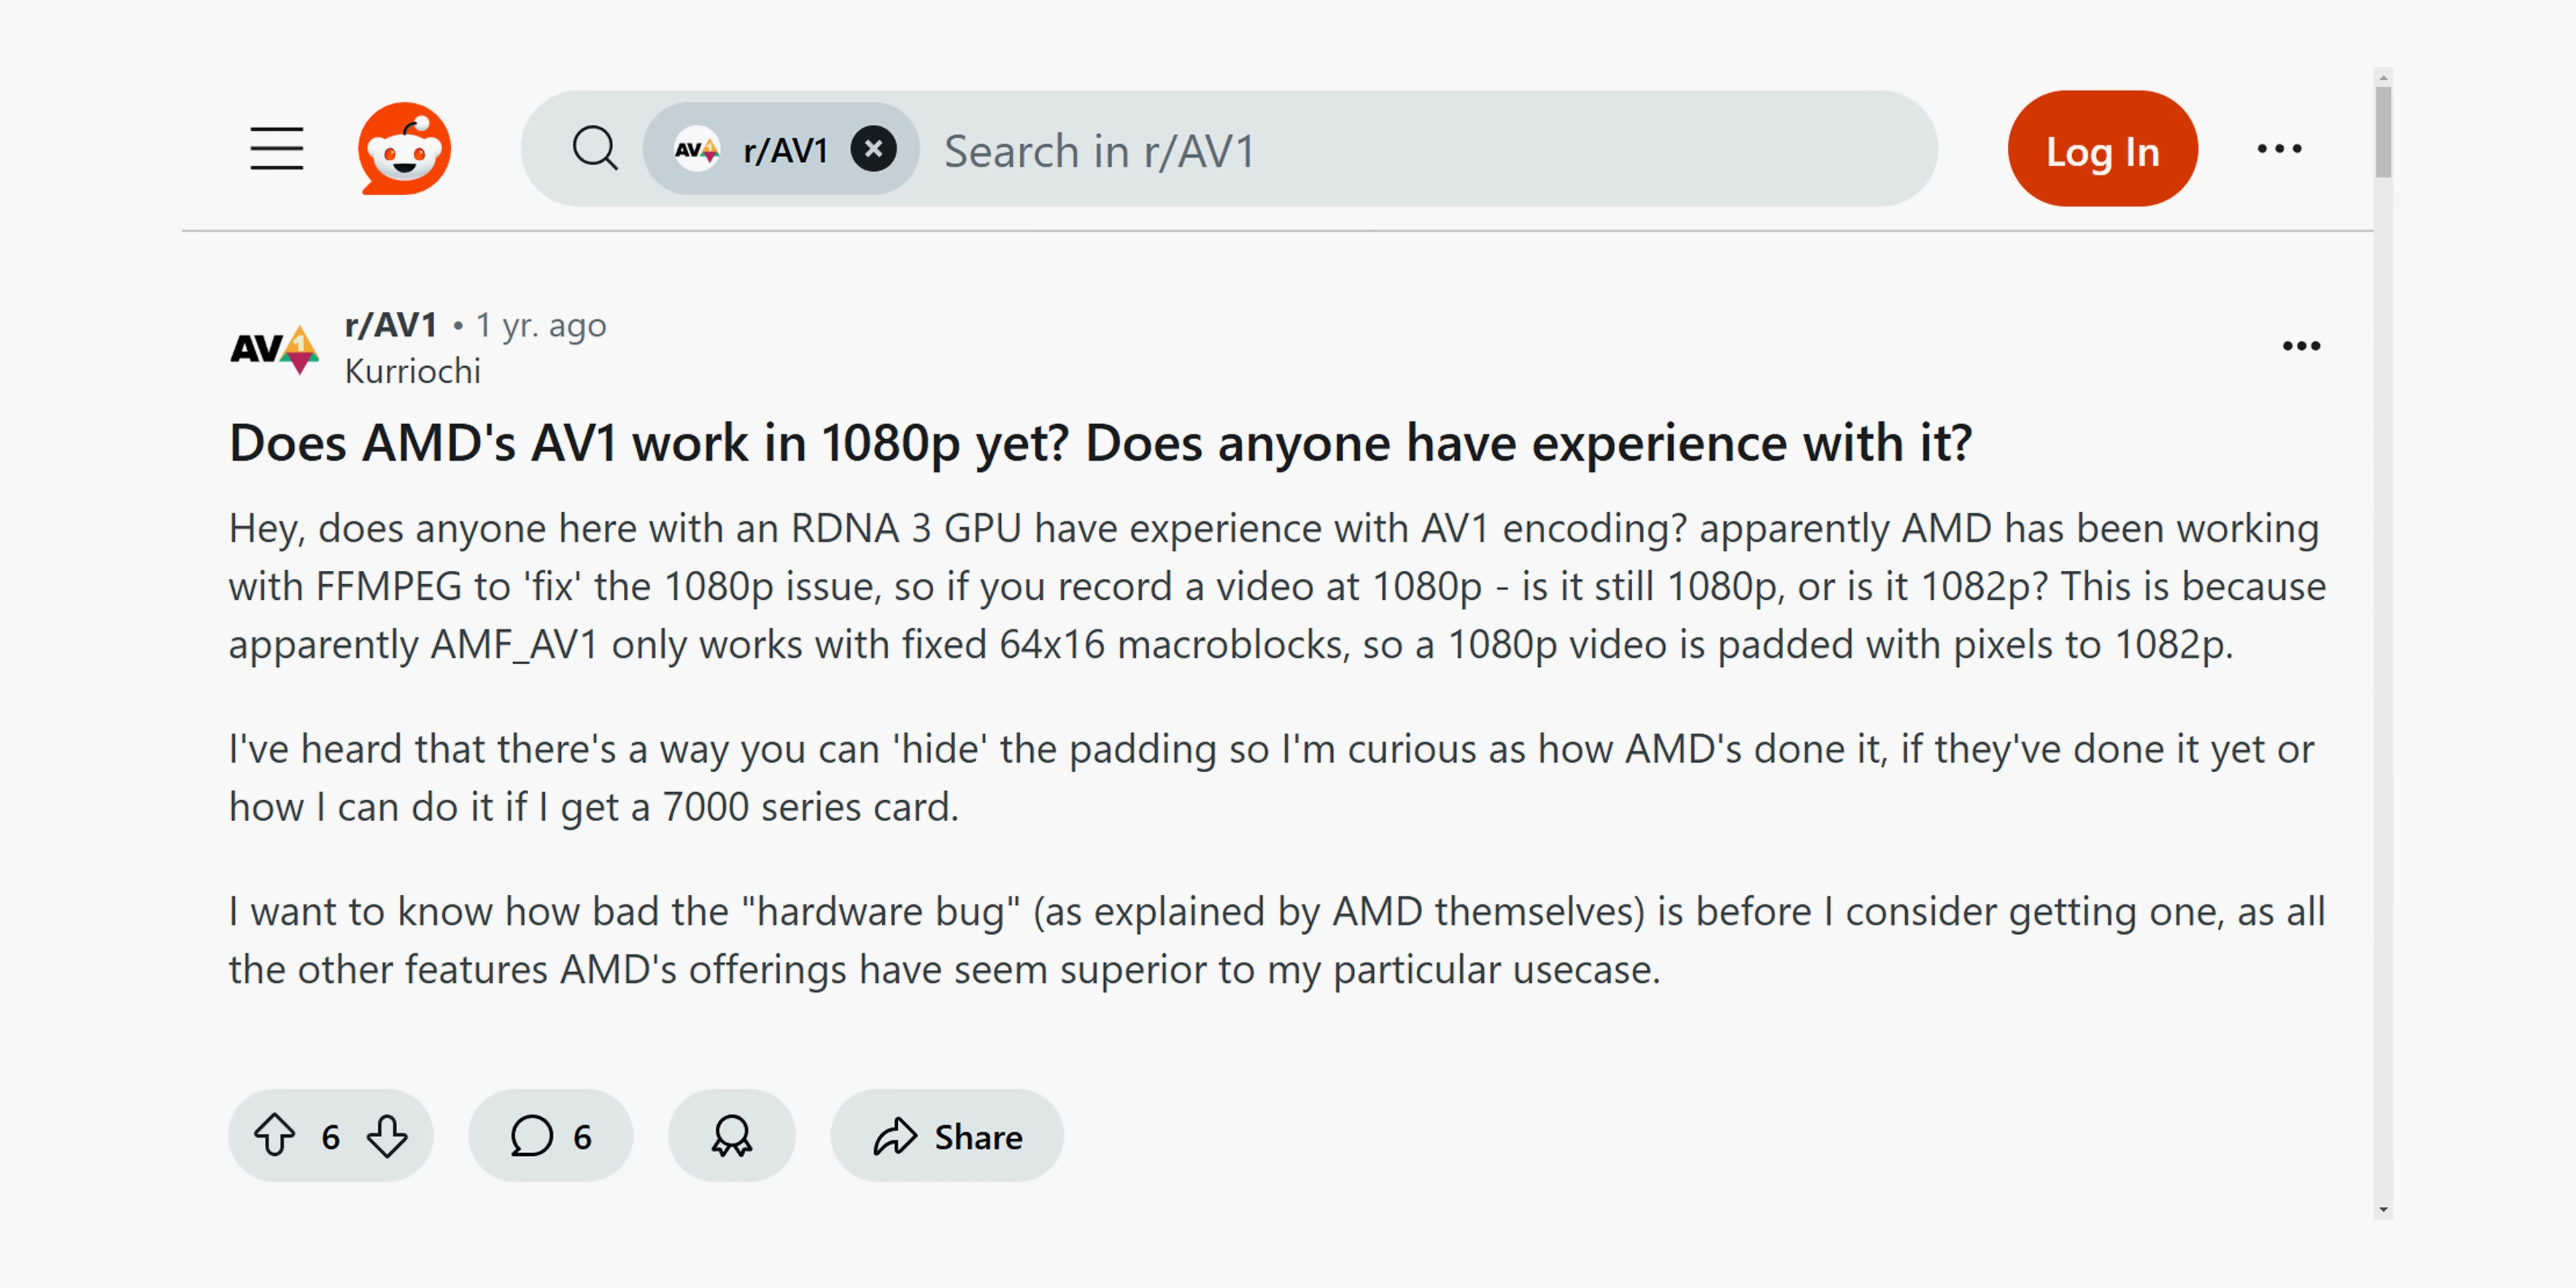 r/AV1 Search in r/AV1 Log In
AV1
r/AV1 • 1 yr. ago
Kurriochi
Does AMD's AV1 work in 1080p yet? Does anyone have experience with it?
Hey, does anyone here with an RDNA 3 GPU have experience with AV1 encoding? apparently AMD has been working
with FFMPEG to 'fix' the 1080p issue, so if you record a video at 1080p - is it still 1080p, or is it 1082p? This is because
apparently AMF_AV1 only works with fixed 64x16 macroblocks, so a 1080p video is padded with pixels to 1082p.
I've heard that there's a way you can 'hide' the padding so I'm curious as how AMD's done it, if they've done it yet or
how I can do it if I get a 7000 series card.
I want to know how bad the "hardware bug" (as explained by AMD themselves) is before I consider getting one, as all
the other features AMD's offerings have seem superior to my particular usecase.
6 6 Share